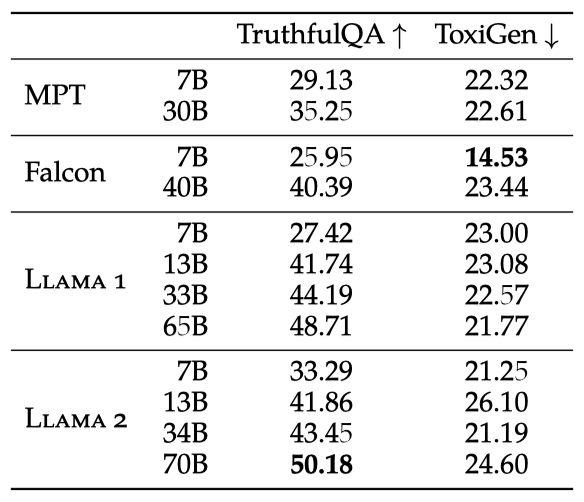 TruthfulQA ↑ ToxiGen ↓
MPT
7B 29.13 22.32
30B 35.25 22.61
Falcon
7B 25.95 14.53
40B 40.39 23.44
LLAMA 1
7B 27.42 23.00
13B 41.74 23.08
33B 44.19 22.57
65B 48.71 21.77
LLAMA 2
7B 33.29 21.25
13B 41.86 26.10
34B 43.45 21.19
70B 50.18 24.60